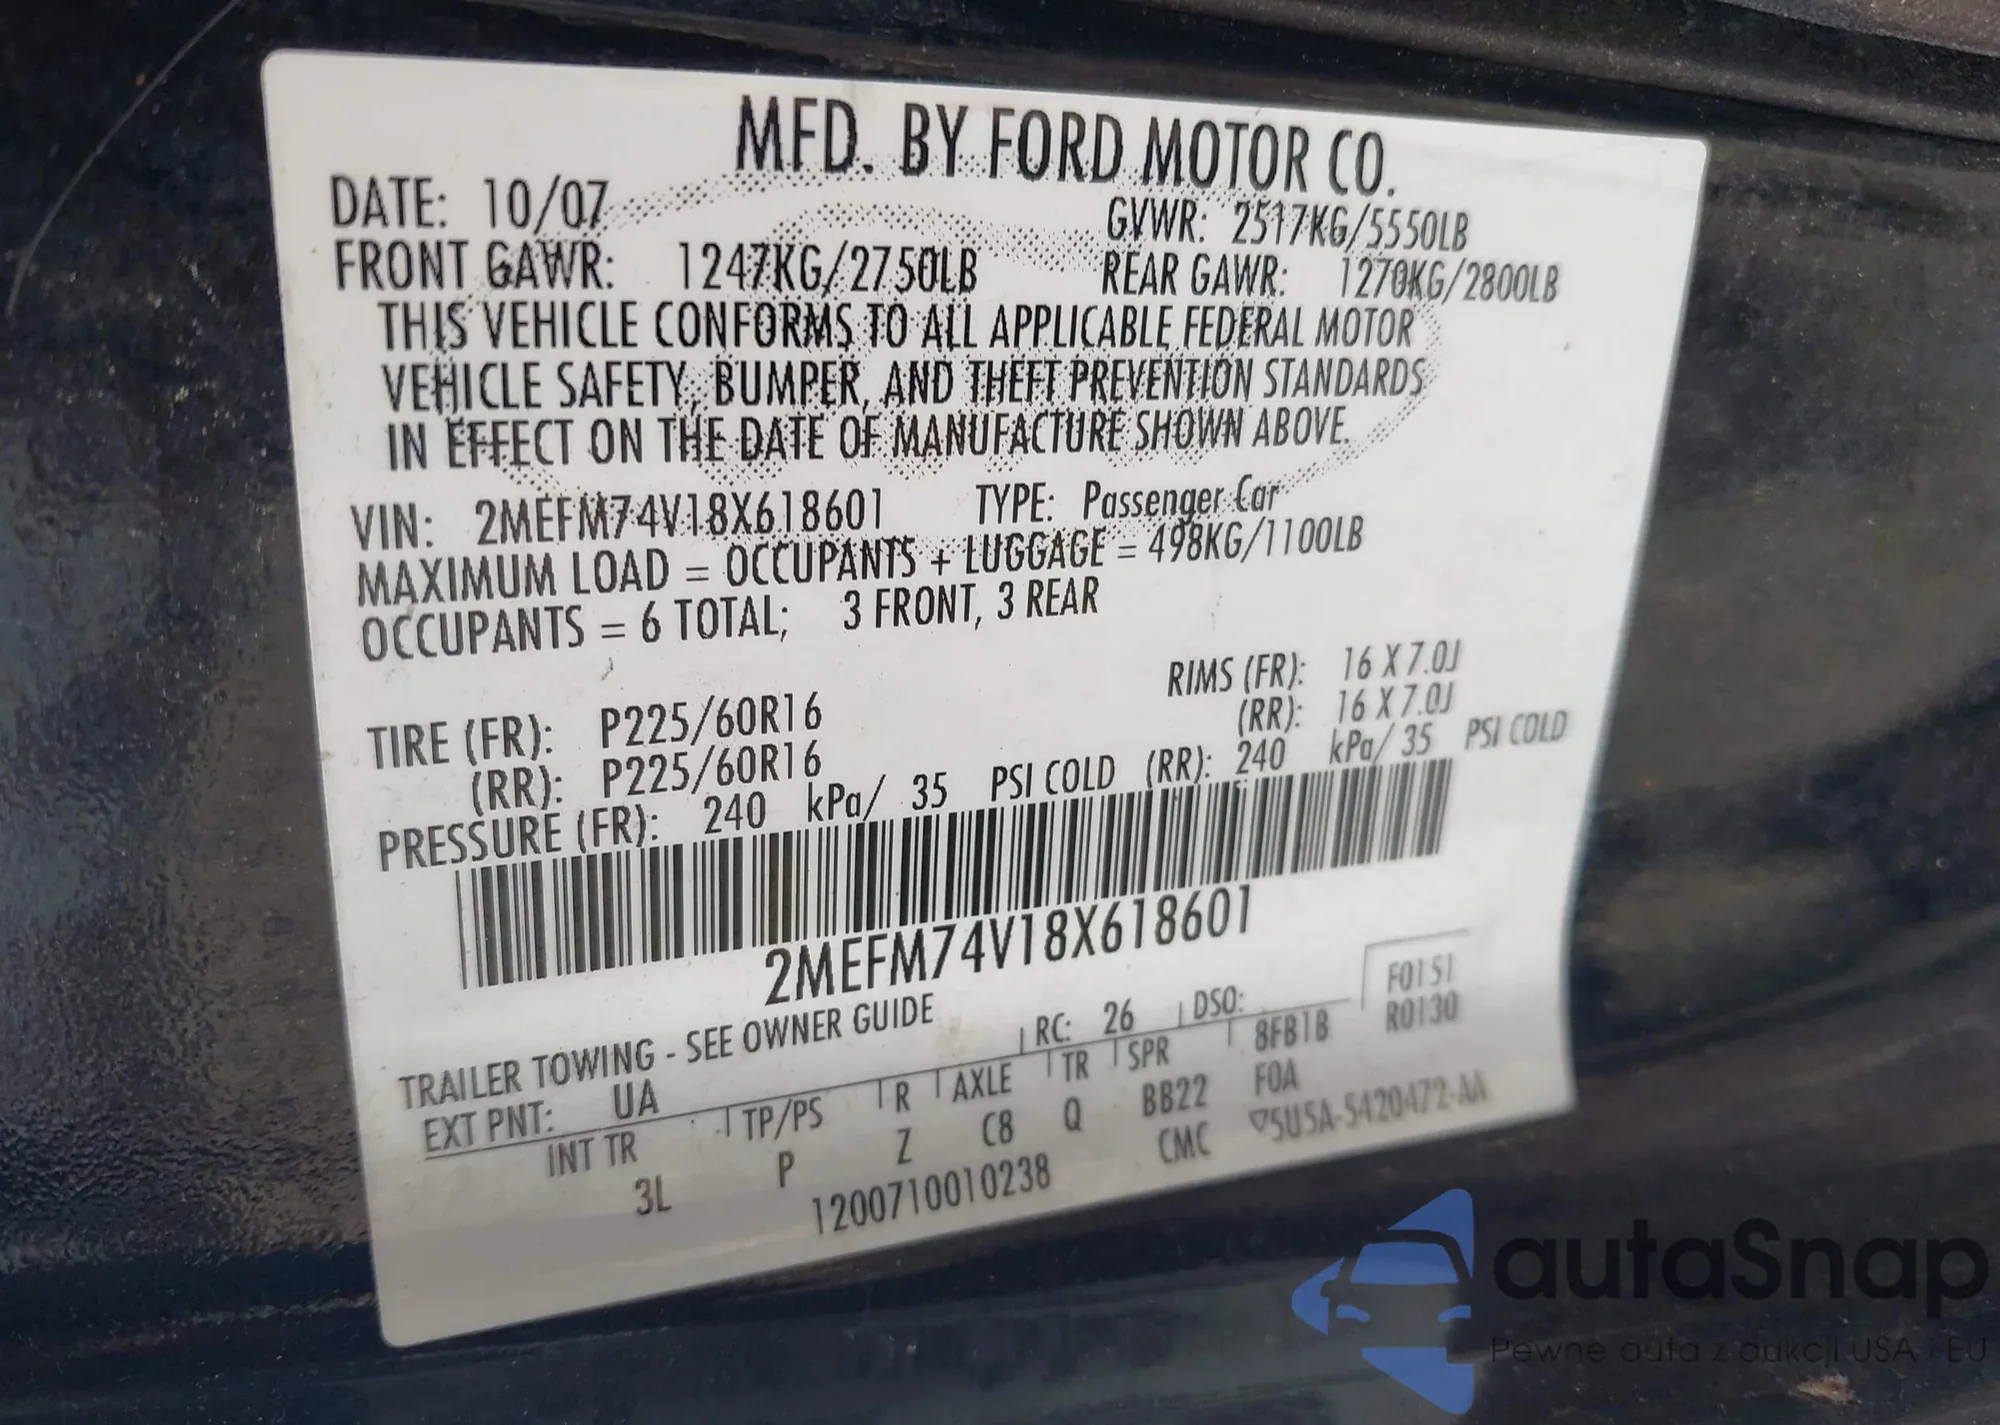 MFD. BY FORD MOTOR CO.
DATE: 10/07 GVWR: 2517KG/5550LB
FRONT GAWR: 1247KG/2750LB REAR GAWR: 1270KG/2800LB
THIS VEHICLE CONFORMS TO ALL APPLICABLE FEDERAL MOTOR
VEHICLE SAFETY, BUMPER, AND THEFT PREVENTION STANDARDS
IN EFFECT ON THE DATE OF MANUFACTURE SHOWN ABOVE.
VIN: 2MEFM74V18X618601 TYPE: Passenger Car
MAXIMUM LOAD = OCCUPANTS + LUGGAGE = 498KG/1100LB
OCCUPANTS = 6 TOTAL; 3 FRONT, 3 REAR
TIRE (FR): P225/60R16 RIMS (FR): 16 X 7.0J
(RR): P225/60R16 (RR): 16 X 7.0J
PRESSURE (FR): 240 kPa/ 35 PSI COLD (RR): 240 kPa/ 35 PSI COLD
2MEFM74V18X618601
TRAILER TOWING - SEE OWNER GUIDE
EXT PNT: UA RC: 26 DSO: F0151
R0130
INT TR TP/PS R AXLE TR SPR 8FB1B
3L P Z C8 Q BB22 F0A
1200710010238 CMC ▽5U5A-5420472-AA
autaSnap
Pewne auta z aukcji USA i EU